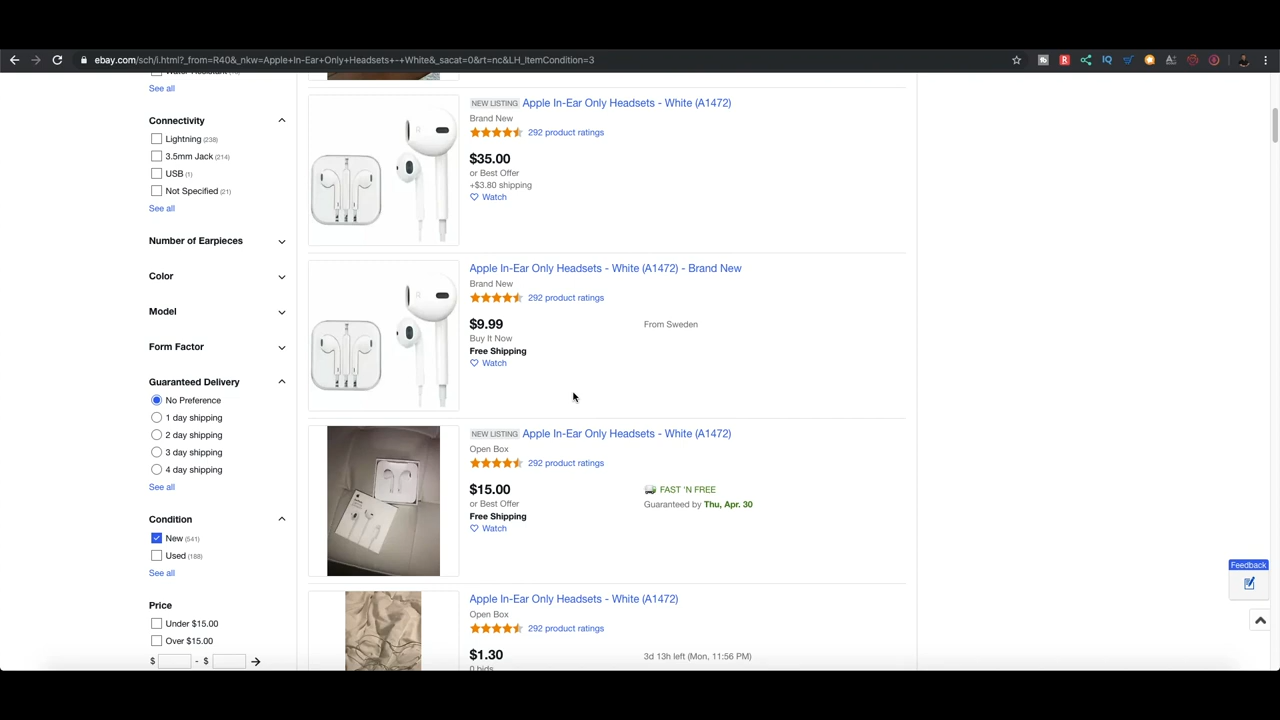 ebay.com/sch/i.html?_from=R40&_nkw=Apple+In-Ear+Only+Headsets+-+White&_sacat=0&rt=nc&LH_ItemCondition=3
See all
Connectivity
Lightning (238)
3.5mm Jack (214)
USB (1)
Not Specified (21)
See all
Number of Earpieces
Color
Model
Form Factor
Guaranteed Delivery
No Preference
1 day shipping
2 day shipping
3 day shipping
4 day shipping
See all
Condition
New (541)
Used (188)
See all
Price
Under $15.00
Over $15.00
$ - $
NEW LISTING Apple In-Ear Only Headsets - White (A1472)
Brand New
292 product ratings
$35.00
or Best Offer
+$3.80 shipping
Watch
Apple In-Ear Only Headsets - White (A1472) - Brand New
Brand New
292 product ratings
$9.99 From Sweden
Buy It Now
Free Shipping
Watch
NEW LISTING Apple In-Ear Only Headsets - White (A1472)
Open Box
292 product ratings
$15.00 FAST 'N FREE
or Best Offer Guaranteed by Thu, Apr. 30
Free Shipping
Watch
Apple In-Ear Only Headsets - White (A1472)
Open Box
292 product ratings
$1.30 3d 13h left (Mon, 11:56 PM)
0 bids
Feedback